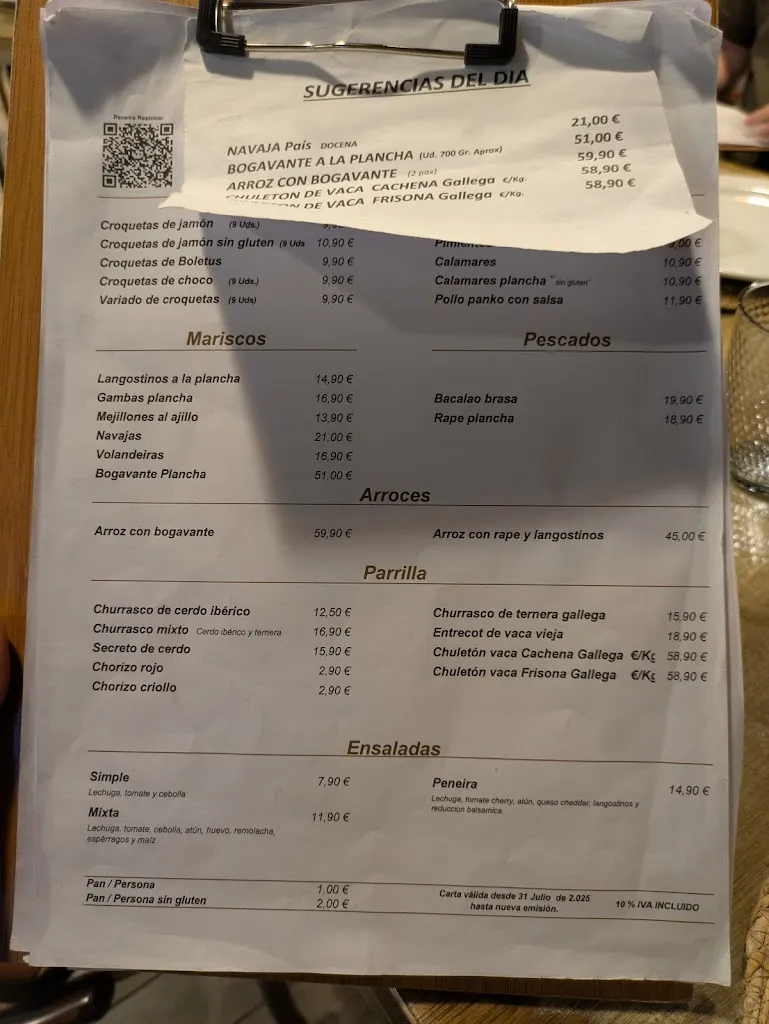 SUGERENCIAS DEL DIA
Peneira Restobar
NAVAJA País DOCENA 21,00 €
BOGAVANTE A LA PLANCHA (Ud. 700 Gr. Aprox) 51,00 €
ARROZ CON BOGAVANTE (2 pax) 59,90 €
CHULETON DE VACA CACHENA Gallega €/Kg. 58,90 €
DE VACA FRISONA Gallega €/Kg. 58,90 €
Croquetas de jamón (9 Uds.)
Croquetas de jamón sin gluten (9 Uds 10,90 €
Croquetas de Boletus 9,90 €
Croquetas de choco (9 Uds.) 9,90 €
Variado de croquetas (9 Uds) 9,90 €
Pimientos 9,00 €
Calamares 10,90 €
Calamares plancha "sin gluten" 10,90 €
Pollo panko con salsa 11,90 €
Mariscos
Langostinos a la plancha 14,90 €
Gambas plancha 16,90 €
Mejillones al ajillo 13,90 €
Navajas 21,00 €
Volandeiras 16,90 €
Bogavante Plancha 51,00 €
Pescados
Bacalao brasa 19,90 €
Rape plancha 18,90 €
Arroces
Arroz con bogavante 59,90 €
Arroz con rape y langostinos 45,00 €
Parrilla
Churrasco de cerdo ibérico 12,50 €
Churrasco mixto Cerdo ibérico y ternera 16,90 €
Secreto de cerdo 15,90 €
Chorizo rojo 2,90 €
Chorizo criollo 2,90 €
Churrasco de ternera gallega 15,90 €
Entrecot de vaca vieja 18,90 €
Chuletón vaca Cachena Gallega €/Kg 58,90 €
Chuletón vaca Frisona Gallega €/Kg 58,90 €
Ensaladas
Simple 7,90 €
Lechuga, tomate y cebolla
Mixta 11,90 €
Lechuga, tomate, cebolla, atún, huevo, remolacha,
espárragos y maíz
Peneira 14,90 €
Lechuga, tomate cherry, atún, queso cheddar, langostinos y
reduccion balsamica.
Pan / Persona 1,00 €
Pan / Persona sin gluten 2,00 €
Carta válida desde 31 Julio de 2.025
hasta nueva emisión.
10 % IVA INCLUIDO